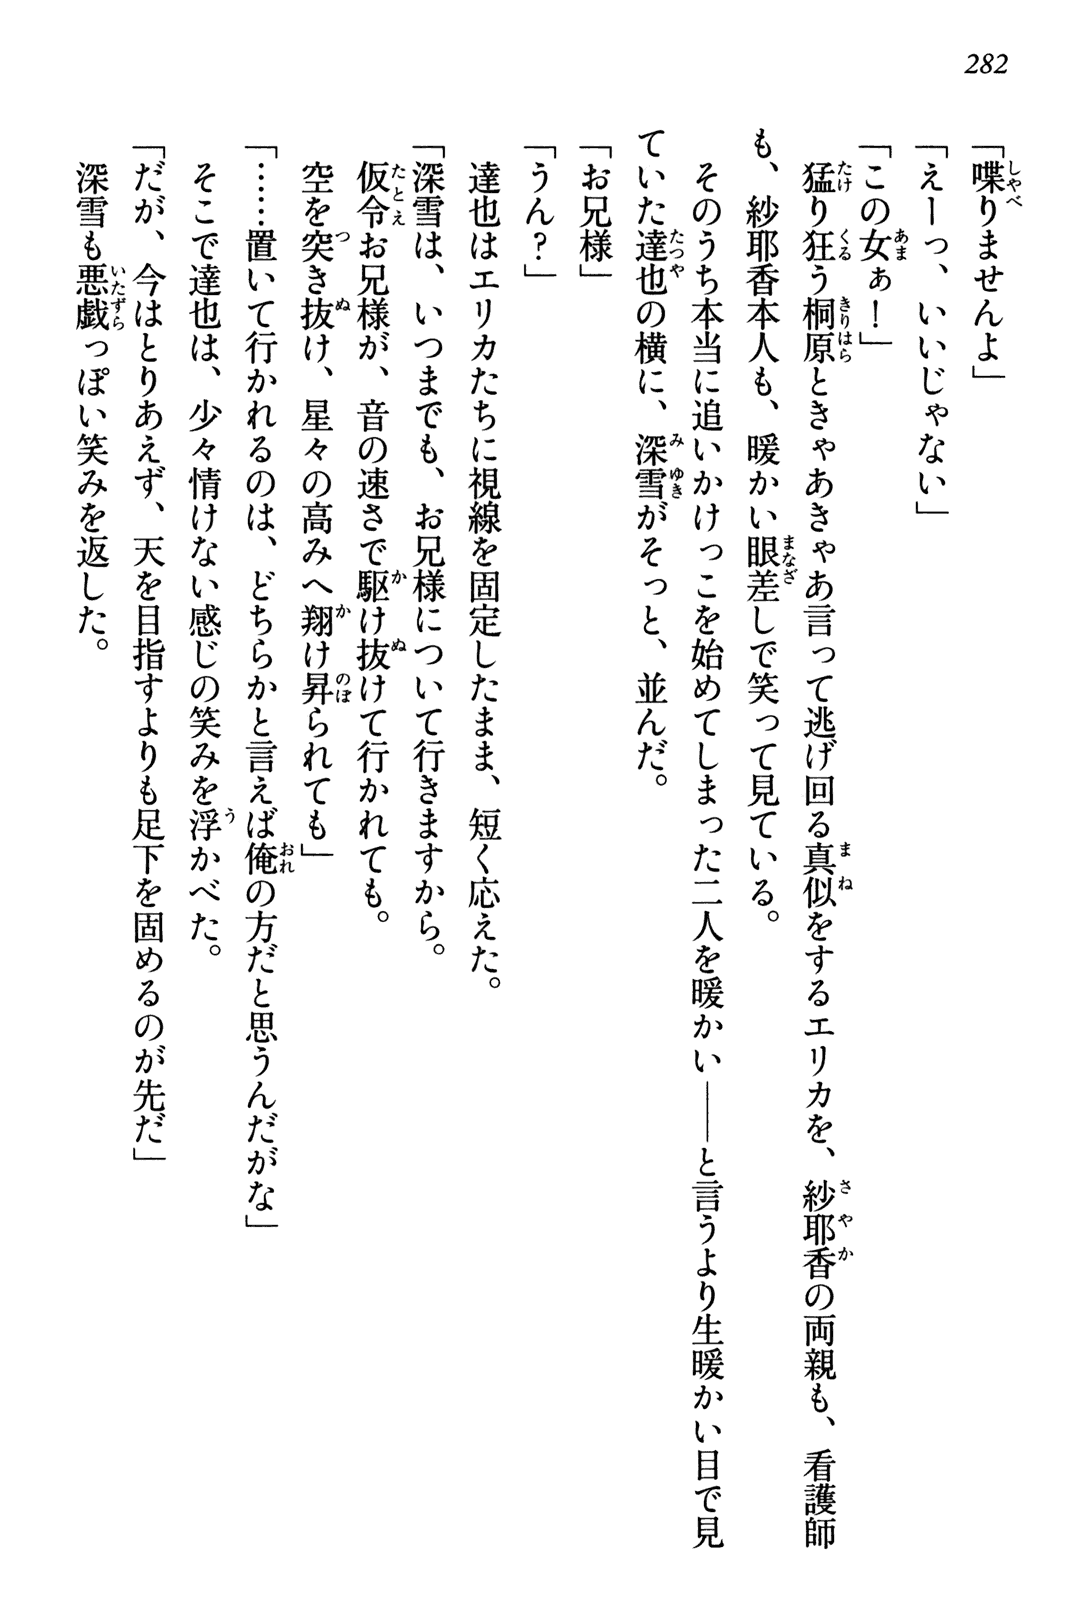 282
「喋りませんよ」
「えーっ、いいじゃない」
「この女ぁ！」
猛り狂う桐原ときゃあきゃあ言って逃げ回る真似をするエリカを、紗耶香の両親も、看護師
も、紗耶香本人も、暖かい眼差しで笑って見ている。
そのうち本当に追いかけっこを始めてしまった二人を暖かい――と言うより生暖かい目で見
ていた達也の横に、深雪がそっと、並んだ。
「お兄様」
「うん？」
達也はエリカたちに視線を固定したまま、短く応えた。
「深雪は、いつまでも、お兄様について行きますから。
仮令お兄様が、音の速さで駆け抜けて行かれても。
空を突き抜け、星々の高みへ翔け昇られても」
「……置いて行かれるのは、どちらかと言えば俺の方だと思うんだがな」
そこで達也は、少々情けない感じの笑みを浮かべた。
「だが、今はとりあえず、天を目指すよりも足下を固めるのが先だ」
深雪も悪戯っぽい笑みを返した。